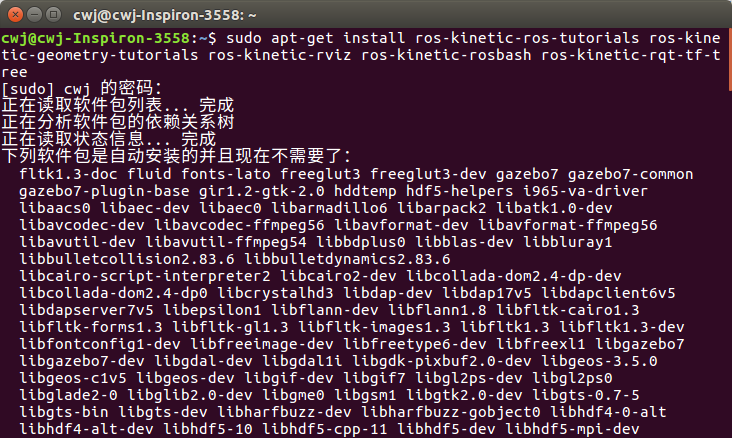 cwj@cwj-Inspiron-3558: ~
cwj@cwj-Inspiron-3558:~$ sudo apt-get install ros-kinetic-ros-tutorials ros-kine
tic-geometry-tutorials ros-kinetic-rviz ros-kinetic-rosbash ros-kinetic-rqt-tf-t
ree
[sudo] cwj 的密码：
正在读取软件包列表... 完成
正在分析软件包的依赖关系树
正在读取状态信息... 完成
下列软件包是自动安装的并且现在不需要了：
fltk1.3-doc fluid fonts-lato freeglut3 freeglut3-dev gazebo7 gazebo7-common
gazebo7-plugin-base gir1.2-gtk-2.0 hddtemp hdf5-helpers i965-va-driver
libaacs0 libaec-dev libaec0 libarmadillo6 libarpack2 libatk1.0-dev
libavcodec-dev libavcodec-ffmpeg56 libavformat-dev libavformat-ffmpeg56
libavutil-dev libavutil-ffmpeg54 libbdplus0 libblas-dev libbluray1
libbulletcollision2.83.6 libbulletdynamics2.83.6
libcairo-script-interpreter2 libcairo2-dev libcollada-dom2.4-dp-dev
libcollada-dom2.4-dp0 libcrystalhd3 libdap-dev libdap17v5 libdapclient6v5
libdapserver7v5 libepsilon1 libflann-dev libflann1.8 libfltk-cairo1.3
libfltk-forms1.3 libfltk-gl1.3 libfltk-images1.3 libfltk1.3 libfltk1.3-dev
libfontconfig1-dev libfreeimage-dev libfreetype6-dev libfreexl1 libgazebo7
libgazebo7-dev libgdal-dev libgdal1i libgdk-pixbuf2.0-dev libgeos-3.5.0
libgeos-c1v5 libgeos-dev libgif-dev libgif7 libgl2ps-dev libgl2ps0
libglade2-0 libglib2.0-dev libgme0 libgsm1 libgtk2.0-dev libgts-0.7-5
libgts-bin libgts-dev libharfbuzz-dev libharfbuzz-gobject0 libhdf4-0-alt
libhdf4-alt-dev libhdf5-10 libhdf5-cpp-11 libhdf5-dev libhdf5-mpi-dev